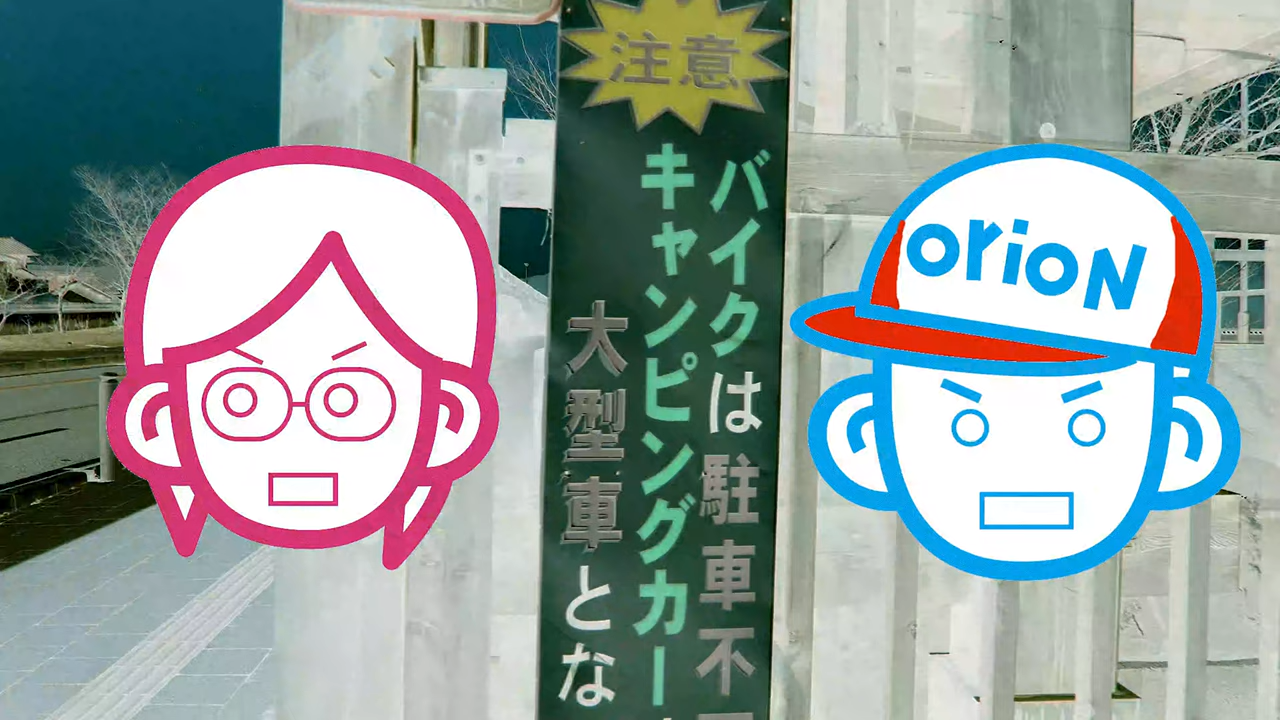 注意
バイクは駐車不
キャンピングカー
大型車とな
orioN